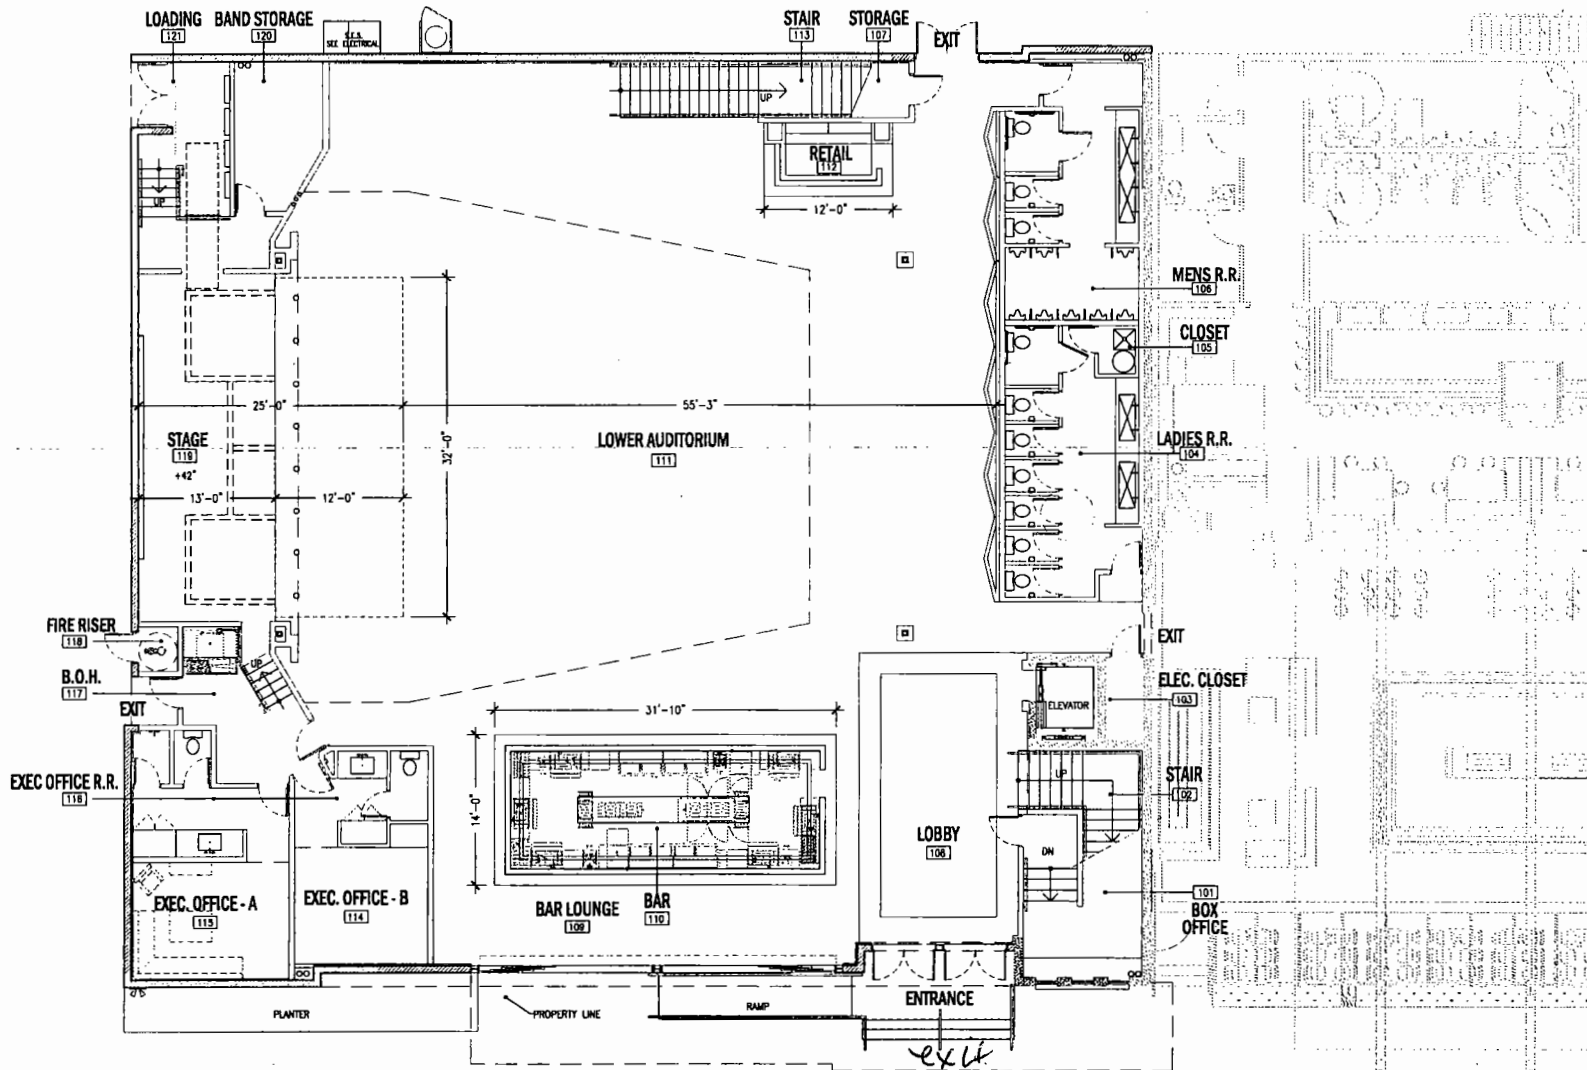 LOADING
121
BAND STORAGE
120
S.E.S.
SEE ELECTRICAL
STAIR
113
STORAGE
107
EXIT
UP
RETAIL
112
12'-0"
UP
MENS R.R.
106
CLOSET
105
25'-0"
55'-3"
32'-0"
STAGE
119
+42"
LOWER AUDITORIUM
111
LADIES R.R.
104
13'-0"
12'-0"
FIRE RISER
118
EXIT
UP
B.O.H.
117
ELEC. CLOSET
103
ELEVATOR
EXIT
31'-10"
EXEC OFFICE R.R.
116
14'-0"
UP
STAIR
102
LOBBY
108
DN
EXEC. OFFICE - A
115
EXEC. OFFICE - B
114
BAR LOUNGE
109
BAR
110
101
BOX
OFFICE
ENTRANCE
PLANTER
PROPERTY LINE
RAMP
exit